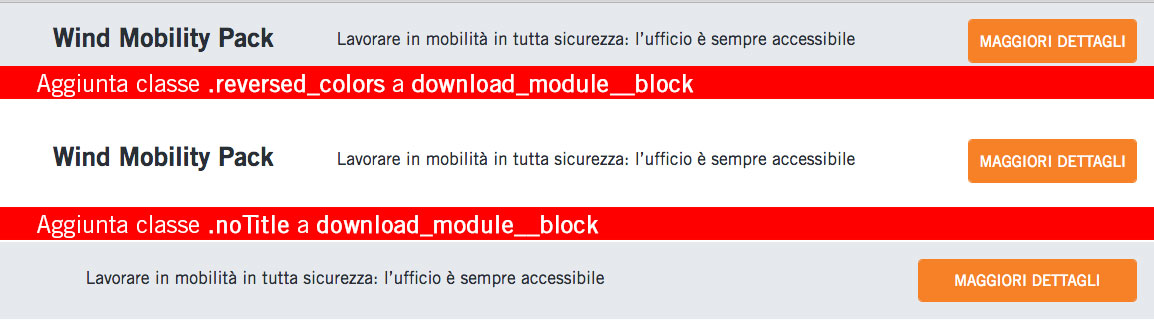 Wind Mobility Pack Lavorare in mobilità in tutta sicurezza: l'ufficio è sempre accessibile MAGGIORI DETTAGLI
Aggiunta classe .reversed_colors a download_module__block
Wind Mobility Pack Lavorare in mobilità in tutta sicurezza: l'ufficio è sempre accessibile MAGGIORI DETTAGLI
Aggiunta classe .noTitle a download_module__block
Lavorare in mobilità in tutta sicurezza: l'ufficio è sempre accessibile MAGGIORI DETTAGLI